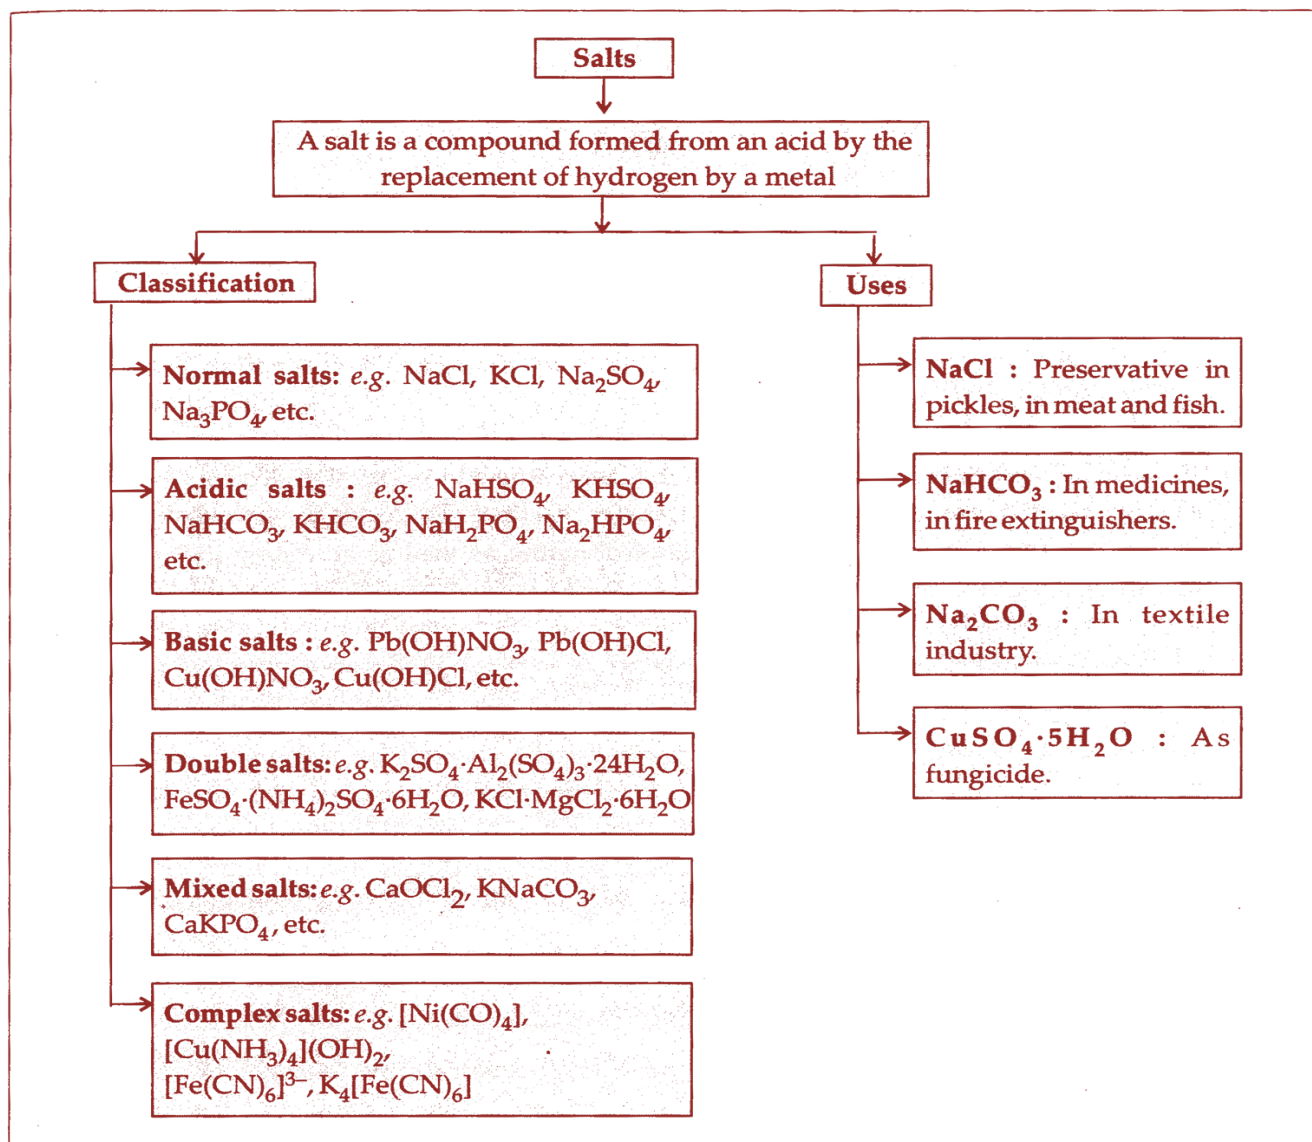 Salts
A salt is a compound formed from an acid by the
replacement of hydrogen by a metal
Classification
Normal salts: e.g. NaCl, KCl, Na₂SO₄,
Na₃PO₄, etc.
Acidic salts : e.g. NaHSO₄, KHSO₄,
NaHCO₃, KHCO₃, NaH₂PO₄, Na₂HPO₄,
etc.
Basic salts : e.g. Pb(OH)NO₃, Pb(OH)Cl,
Cu(OH)NO₃, Cu(OH)Cl, etc.
Double salts: e.g. K₂SO₄·Al₂(SO₄)₃·24H₂O,
FeSO₄·(NH₄)₂SO₄·6H₂O, KCl·MgCl₂·6H₂O
Mixed salts: e.g. CaOCl₂, KNaCO₃,
CaKPO₄, etc.
Complex salts: e.g. [Ni(CO)₄],
[Cu(NH₃)₄](OH)₂,
[Fe(CN)₆]³⁻, K₄[Fe(CN)₆]
Uses
NaCl : Preservative in
pickles, in meat and fish.
NaHCO₃ : In medicines,
in fire extinguishers.
Na₂CO₃ : In textile
industry.
CuSO₄·5H₂O : As
fungicide.